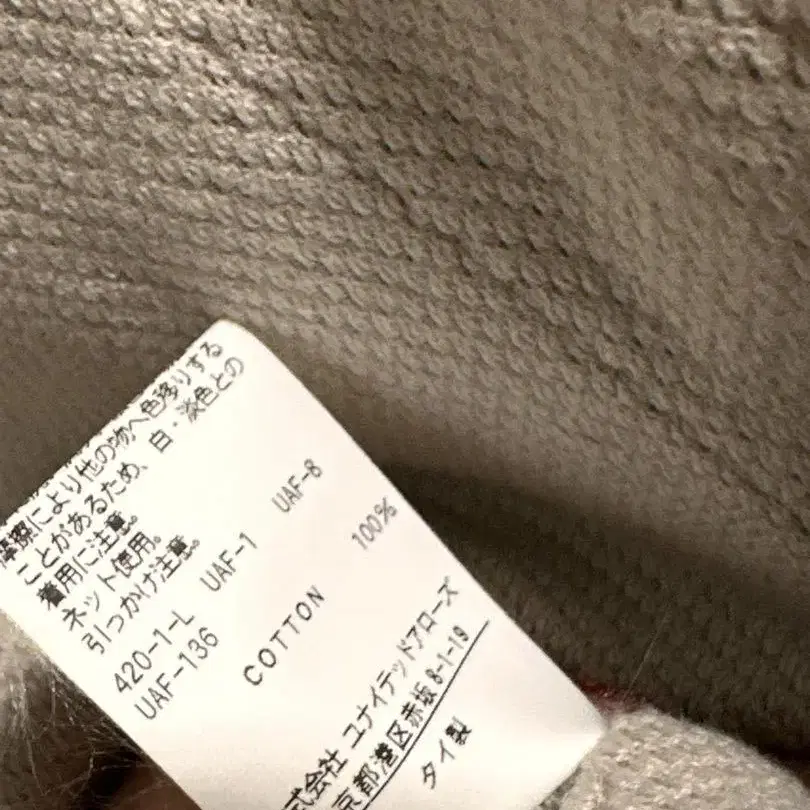 摩擦により他の物へ色移りする
ことがあるため、白・淡色との
着用に注意。
ネット使用。
引っかけ注意。
420-1-L UAF-1 UAF-8
UAF-136
COTTON 100%
式会社 ユナイテッドアローズ
京都港区赤坂8-1-19
タイ製